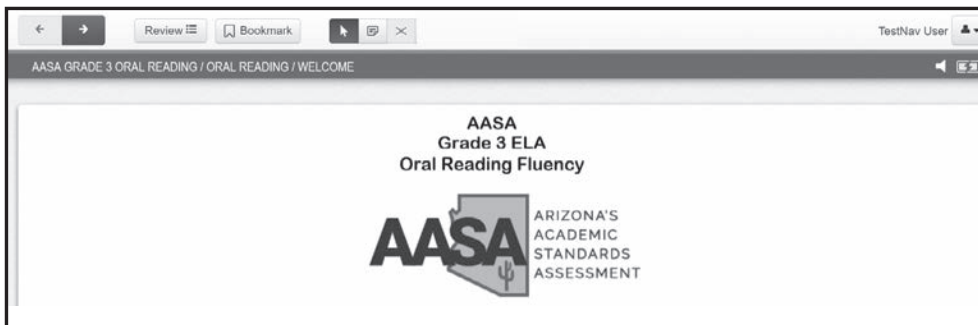 Review Bookmark TestNav User
AASA GRADE 3 ORAL READING / ORAL READING / WELCOME
AASA
Grade 3 ELA
Oral Reading Fluency
AASA
ARIZONA'S
ACADEMIC
STANDARDS
ASSESSMENT